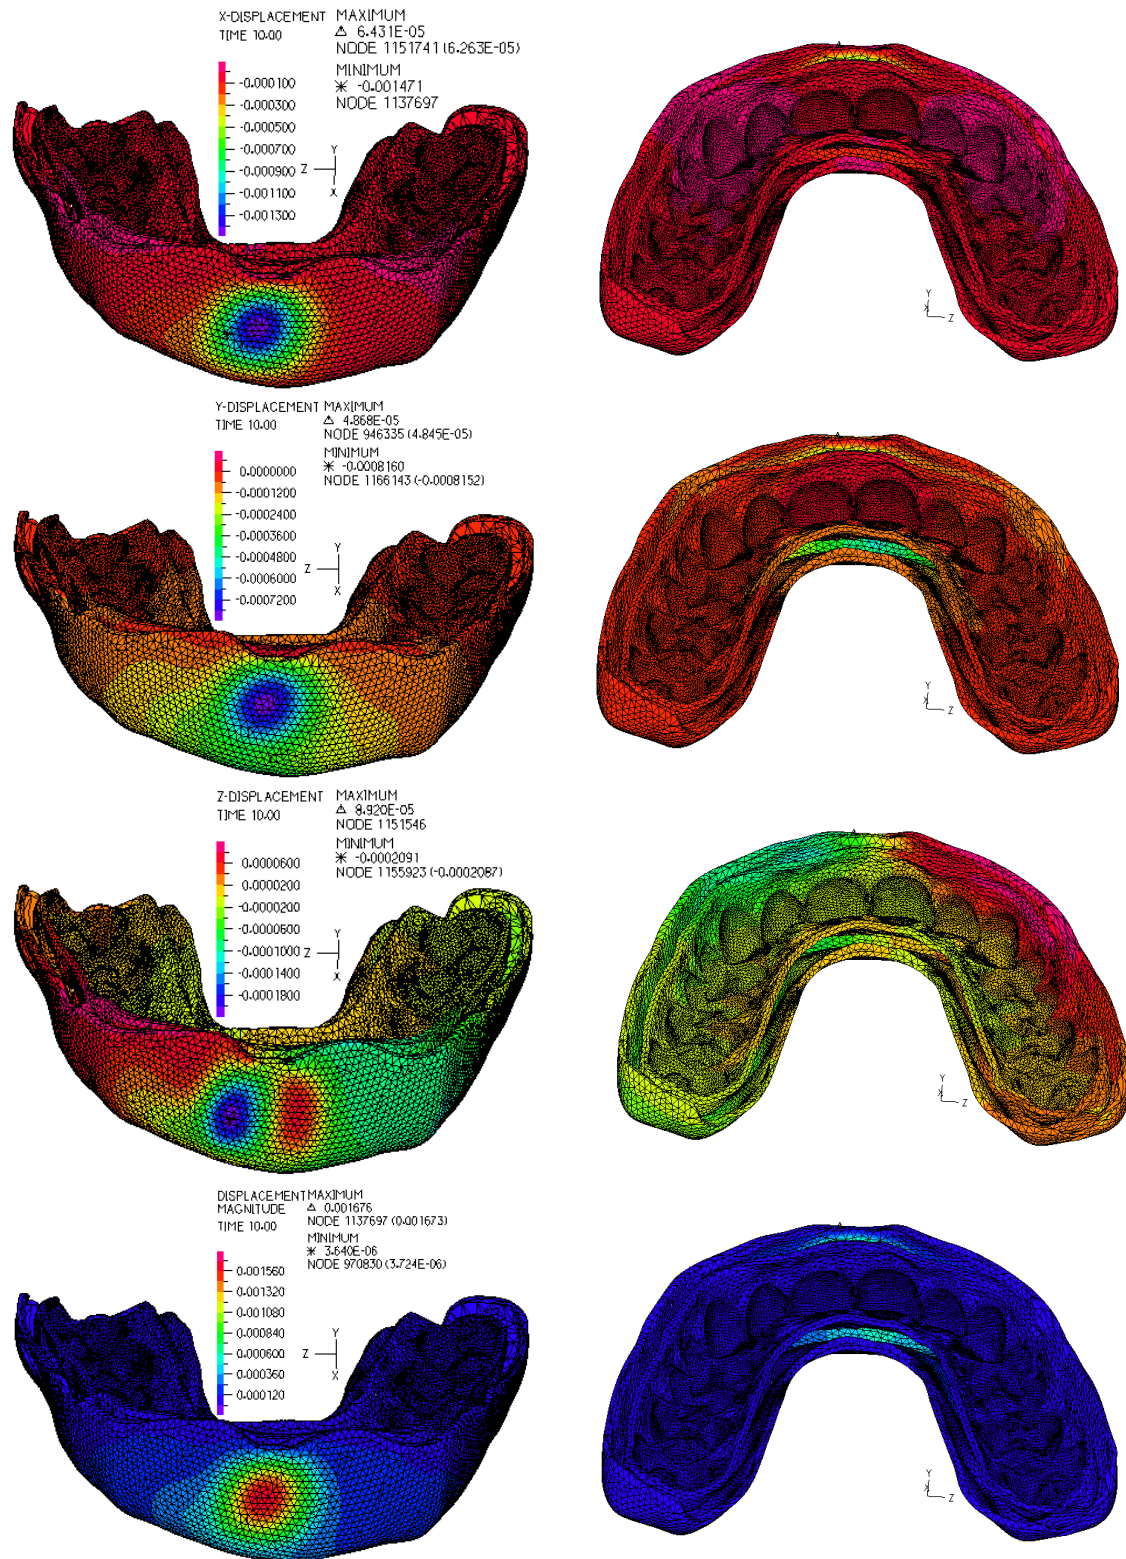 X-DISPLACEMENT
TIME 10.00
MAXIMUM
△ 6.431E-05
NODE 1151741 (6.263E-05)
MINIMUM
* -0.001471
NODE 1137697
-0.000100
-0.000300
-0.000500
-0.000700
-0.000900
-0.001100
-0.001300
Z
Y
X
Y
X
Z
Y-DISPLACEMENT
TIME 10.00
MAXIMUM
△ 4.868E-05
NODE 946335 (4.845E-05)
MINIMUM
* -0.0008160
NODE 1166143 (-0.0008152)
0.0000000
-0.0001200
-0.0002400
-0.0003600
-0.0004800
-0.0006000
-0.0007200
Z
Y
X
Y
X
Z
Z-DISPLACEMENT
TIME 10.00
MAXIMUM
△ 8.920E-05
NODE 1151546
MINIMUM
* -0.0002091
NODE 1155923 (-0.0002087)
0.0000600
0.0000200
-0.0000200
-0.0000600
-0.0001000
-0.0001400
-0.0001800
Z
Y
X
Y
X
Z
DISPLACEMENT
MAGNITUDE
TIME 10.00
MAXIMUM
△ 0.001676
NODE 1137697 (0.001673)
MINIMUM
* 3.640E-06
NODE 970830 (3.724E-06)
0.001560
0.001320
0.001080
0.000840
0.000600
0.000360
0.000120
Z
Y
X
Y
X
Z